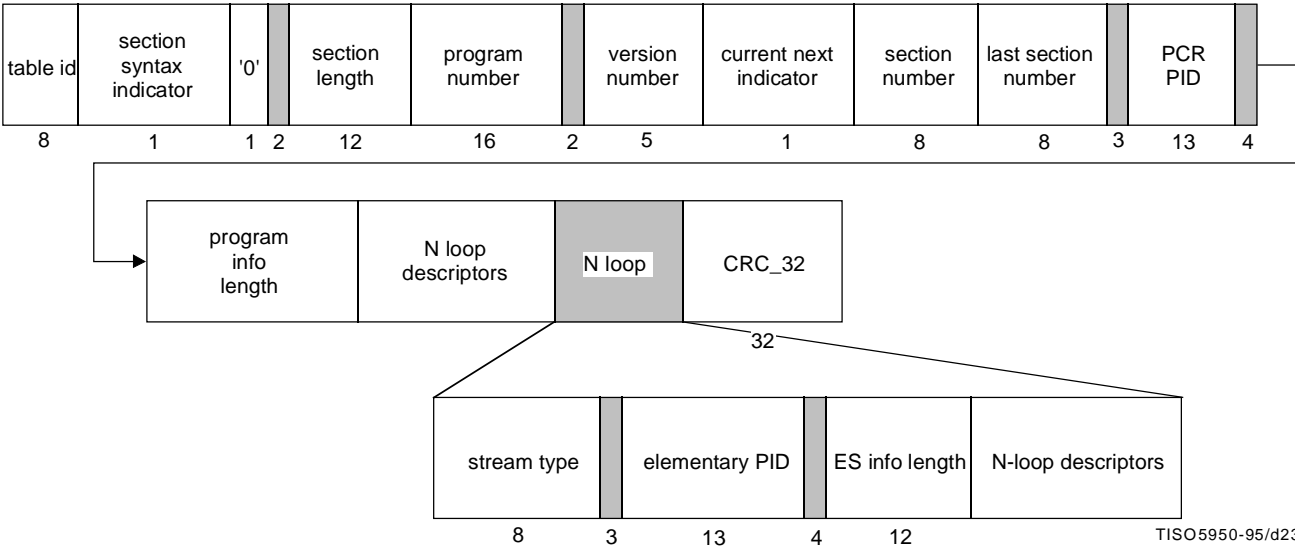 table id
section
syntax
indicator
'0'
section
length
program
number
version
number
current next
indicator
section
number
last section
number
PCR
PID
8 1 1 2 12 16 2 5 1 8 8 3 13 4
program
info
length
N loop
descriptors
N loop
CRC_32
32
stream type
elementary PID
ES info length
N-loop descriptors
8 3 13 4 12
TISO5950-95/d23